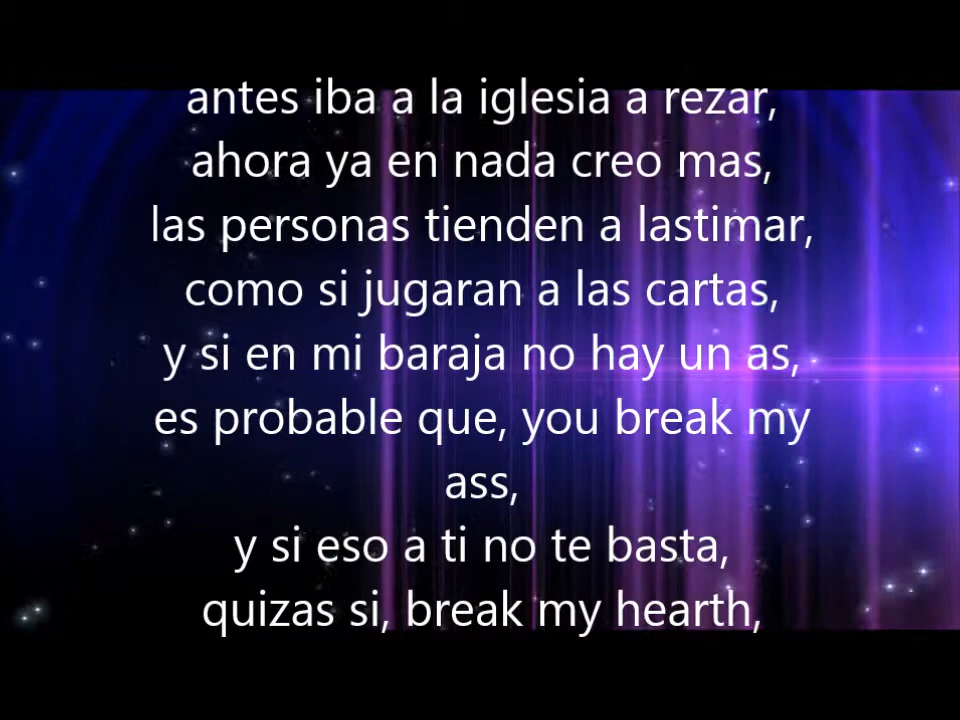 antes iba a la iglesia a rezar,
ahora ya en nada creo mas,
las personas tienden a lastimar,
como si jugaran a las cartas,
y si en mi baraja no hay un as,
es probable que, you break my
ass,
y si eso a ti no te basta,
quizas si, break my hearth,